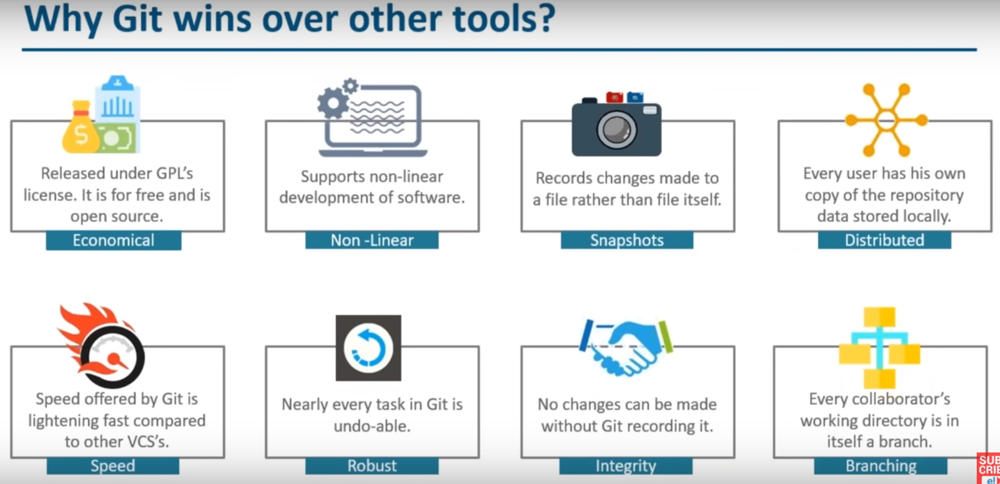 Why Git wins over other tools?
Released under GPL's
license. It is for free and is
open source.
Economical
Supports non-linear
development of software.
Non -Linear
Records changes made to
a file rather than file itself.
Snapshots
Every user has his own
copy of the repository
data stored locally.
Distributed
Speed offered by Git is
lightening fast compared
to other VCS's.
Speed
Nearly every task in Git is
undo-able.
Robust
No changes can be made
without Git recording it.
Integrity
Every collaborator's
working directory is in
itself a branch.
Branching
SUB
CRIB
e!